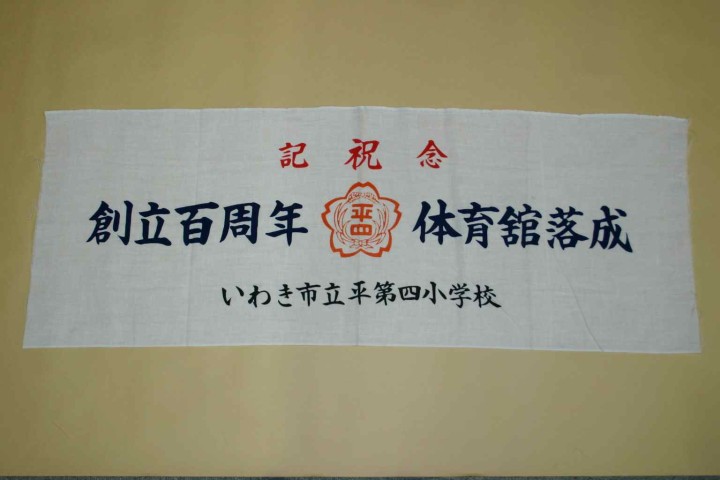 記祝念
創立百周年 平四 体育舘落成
いわき市立平第四小学校